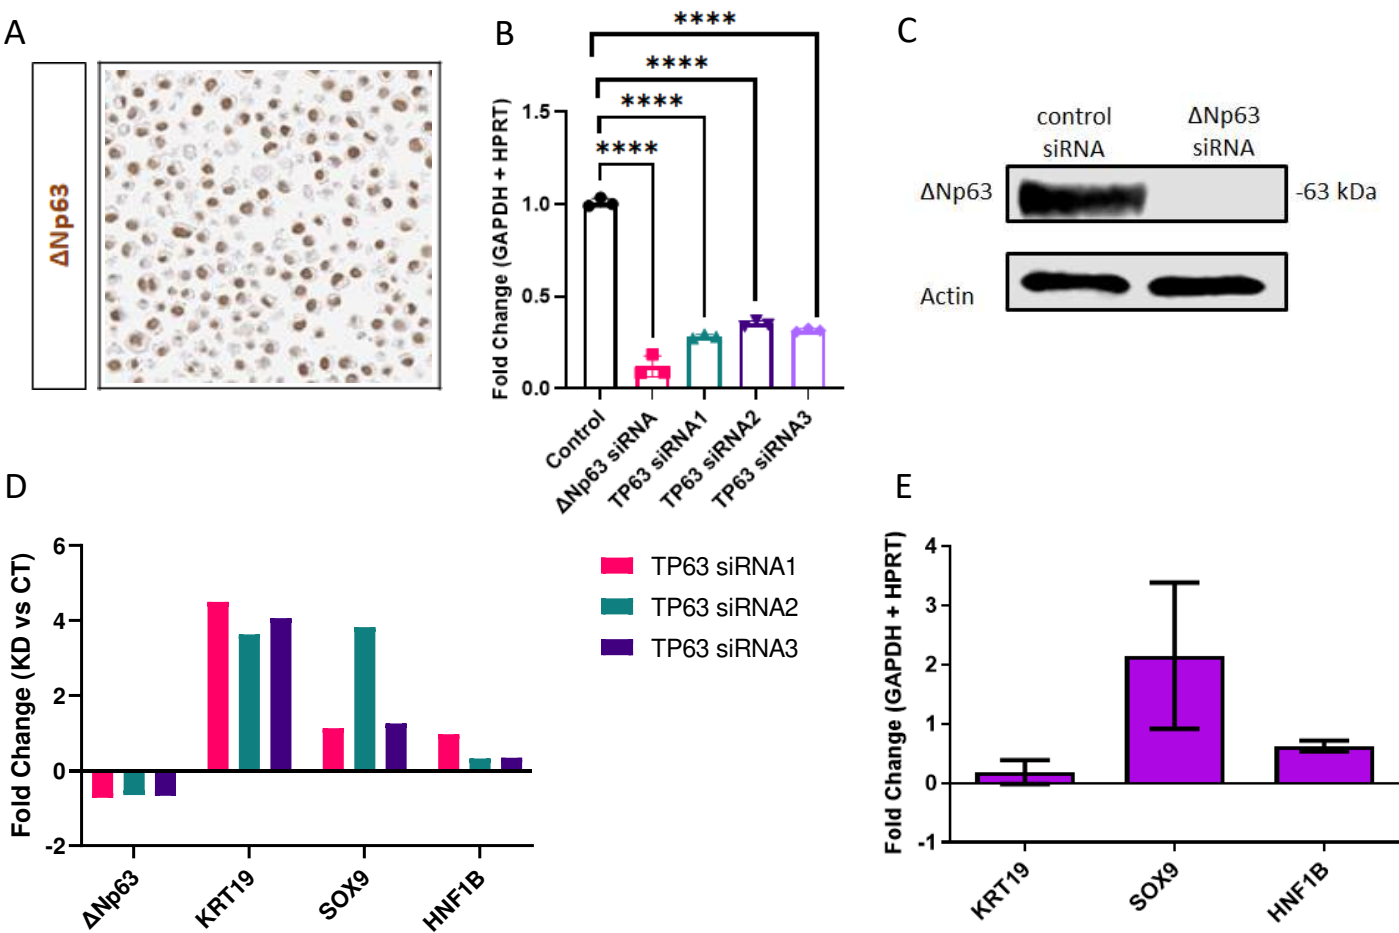 A
ΔNp63
B
****
****
****
****
Fold Change (GAPDH + HPRT)
1.5
1.0
0.5
0.0
Control
ΔNp63 siRNA
TP63 siRNA1
TP63 siRNA2
TP63 siRNA3
C
control
siRNA
ΔNp63
siRNA
ΔNp63
-63 kDa
Actin
D
Fold Change (KD vs CT)
6
4
2
0
-2
ΔNp63
KRT19
SOX9
HNF1B
TP63 siRNA1
TP63 siRNA2
TP63 siRNA3
E
Fold Change (GAPDH + HPRT)
4
3
2
1
0
-1
KRT19
SOX9
HNF1B